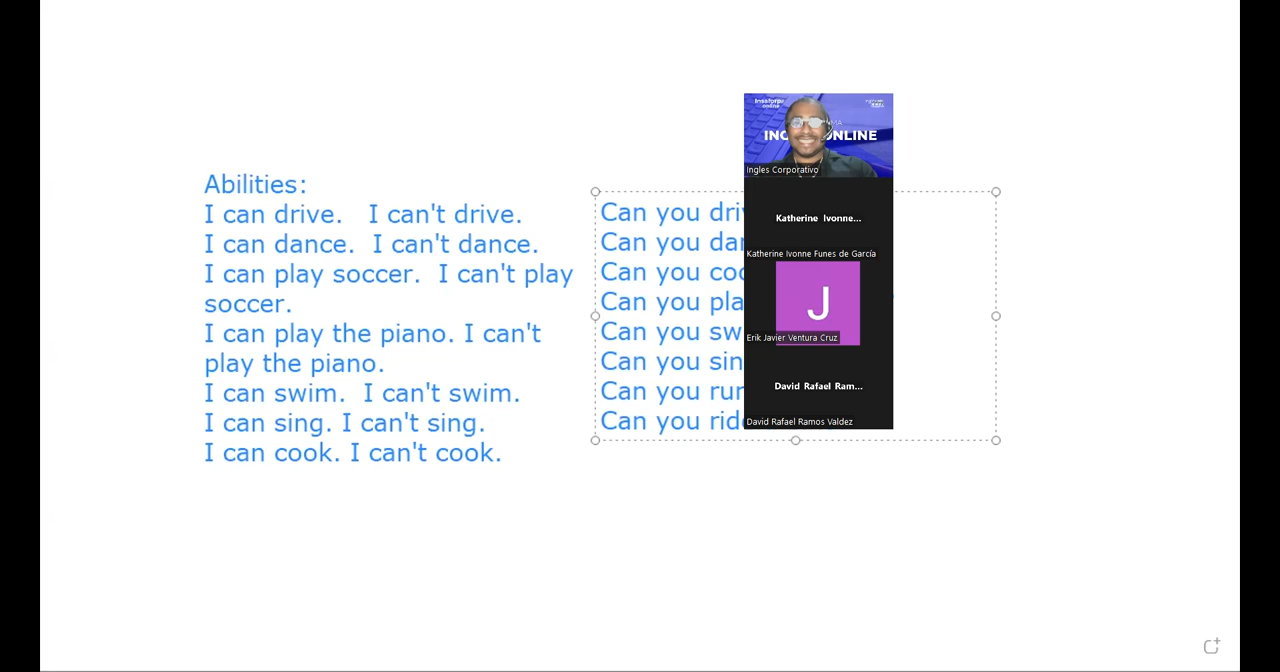 Abilities:
I can drive. I can't drive.
I can dance. I can't dance.
I can play soccer. I can't play
soccer.
I can play the piano. I can't
play the piano.
I can swim. I can't swim.
I can sing. I can't sing.
I can cook. I can't cook.
Can you
Can you
Can you
Can you
Can you
Can you
Can you
Can you
online
Ingles Corporativo
Katherine Ivonne...
Katherine Ivonne Funes de García
J
Erik Javier Ventura Cruz
David Rafael Ram...
David Rafael Ramos Valdez